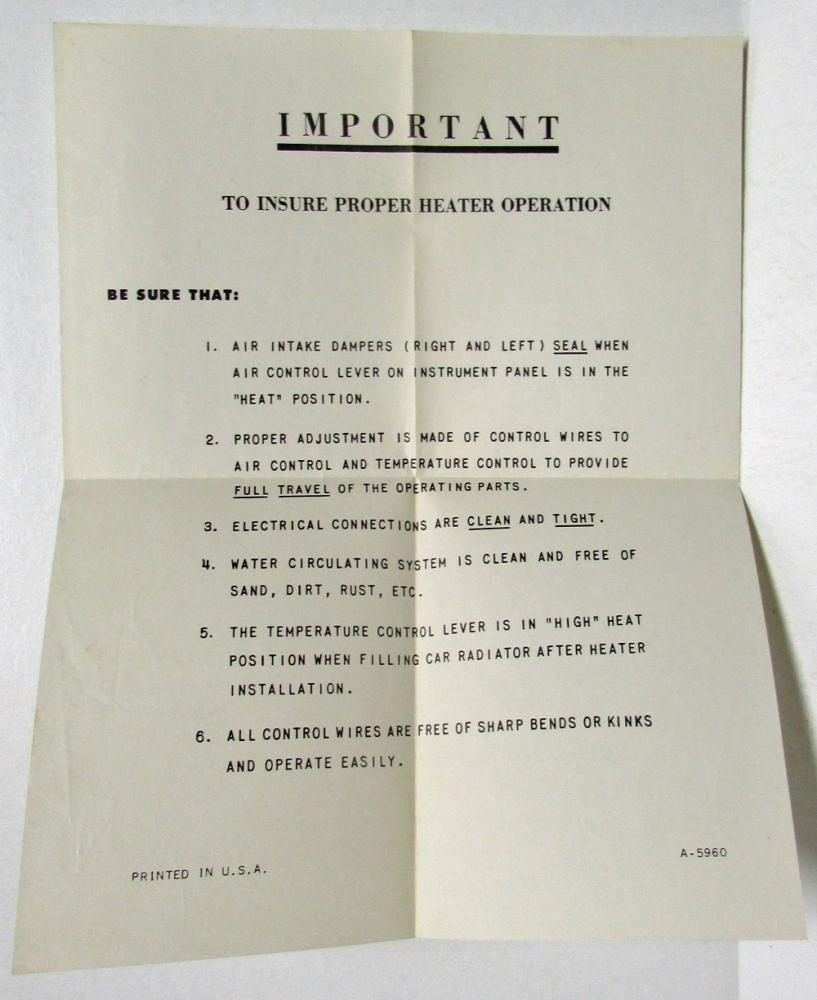 IMPORTANT
TO INSURE PROPER HEATER OPERATION
BE SURE THAT:
1. AIR INTAKE DAMPERS (RIGHT AND LEFT) SEAL WHEN
AIR CONTROL LEVER ON INSTRUMENT PANEL IS IN THE
"HEAT" POSITION.
2. PROPER ADJUSTMENT IS MADE OF CONTROL WIRES TO
AIR CONTROL AND TEMPERATURE CONTROL TO PROVIDE
FULL TRAVEL OF THE OPERATING PARTS.
3. ELECTRICAL CONNECTIONS ARE CLEAN AND TIGHT.
4. WATER CIRCULATING SYSTEM IS CLEAN AND FREE OF
SAND, DIRT, RUST, ETC.
5. THE TEMPERATURE CONTROL LEVER IS IN "HIGH" HEAT
POSITION WHEN FILLING CAR RADIATOR AFTER HEATER
INSTALLATION.
6. ALL CONTROL WIRES ARE FREE OF SHARP BENDS OR KINKS
AND OPERATE EASILY.
A-5960
PRINTED IN U.S.A.